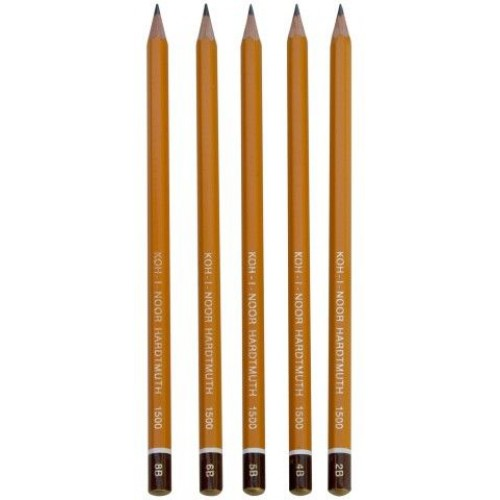 KOH-I-NOOR HARDTMUTH 1500 8B
KOH-I-NOOR HARDTMUTH 1500 6B
KOH-I-NOOR HARDTMUTH 1500 5B
KOH-I-NOOR HARDTMUTH 1500 4B
KOH-I-NOOR HARDTMUTH 1500 2B